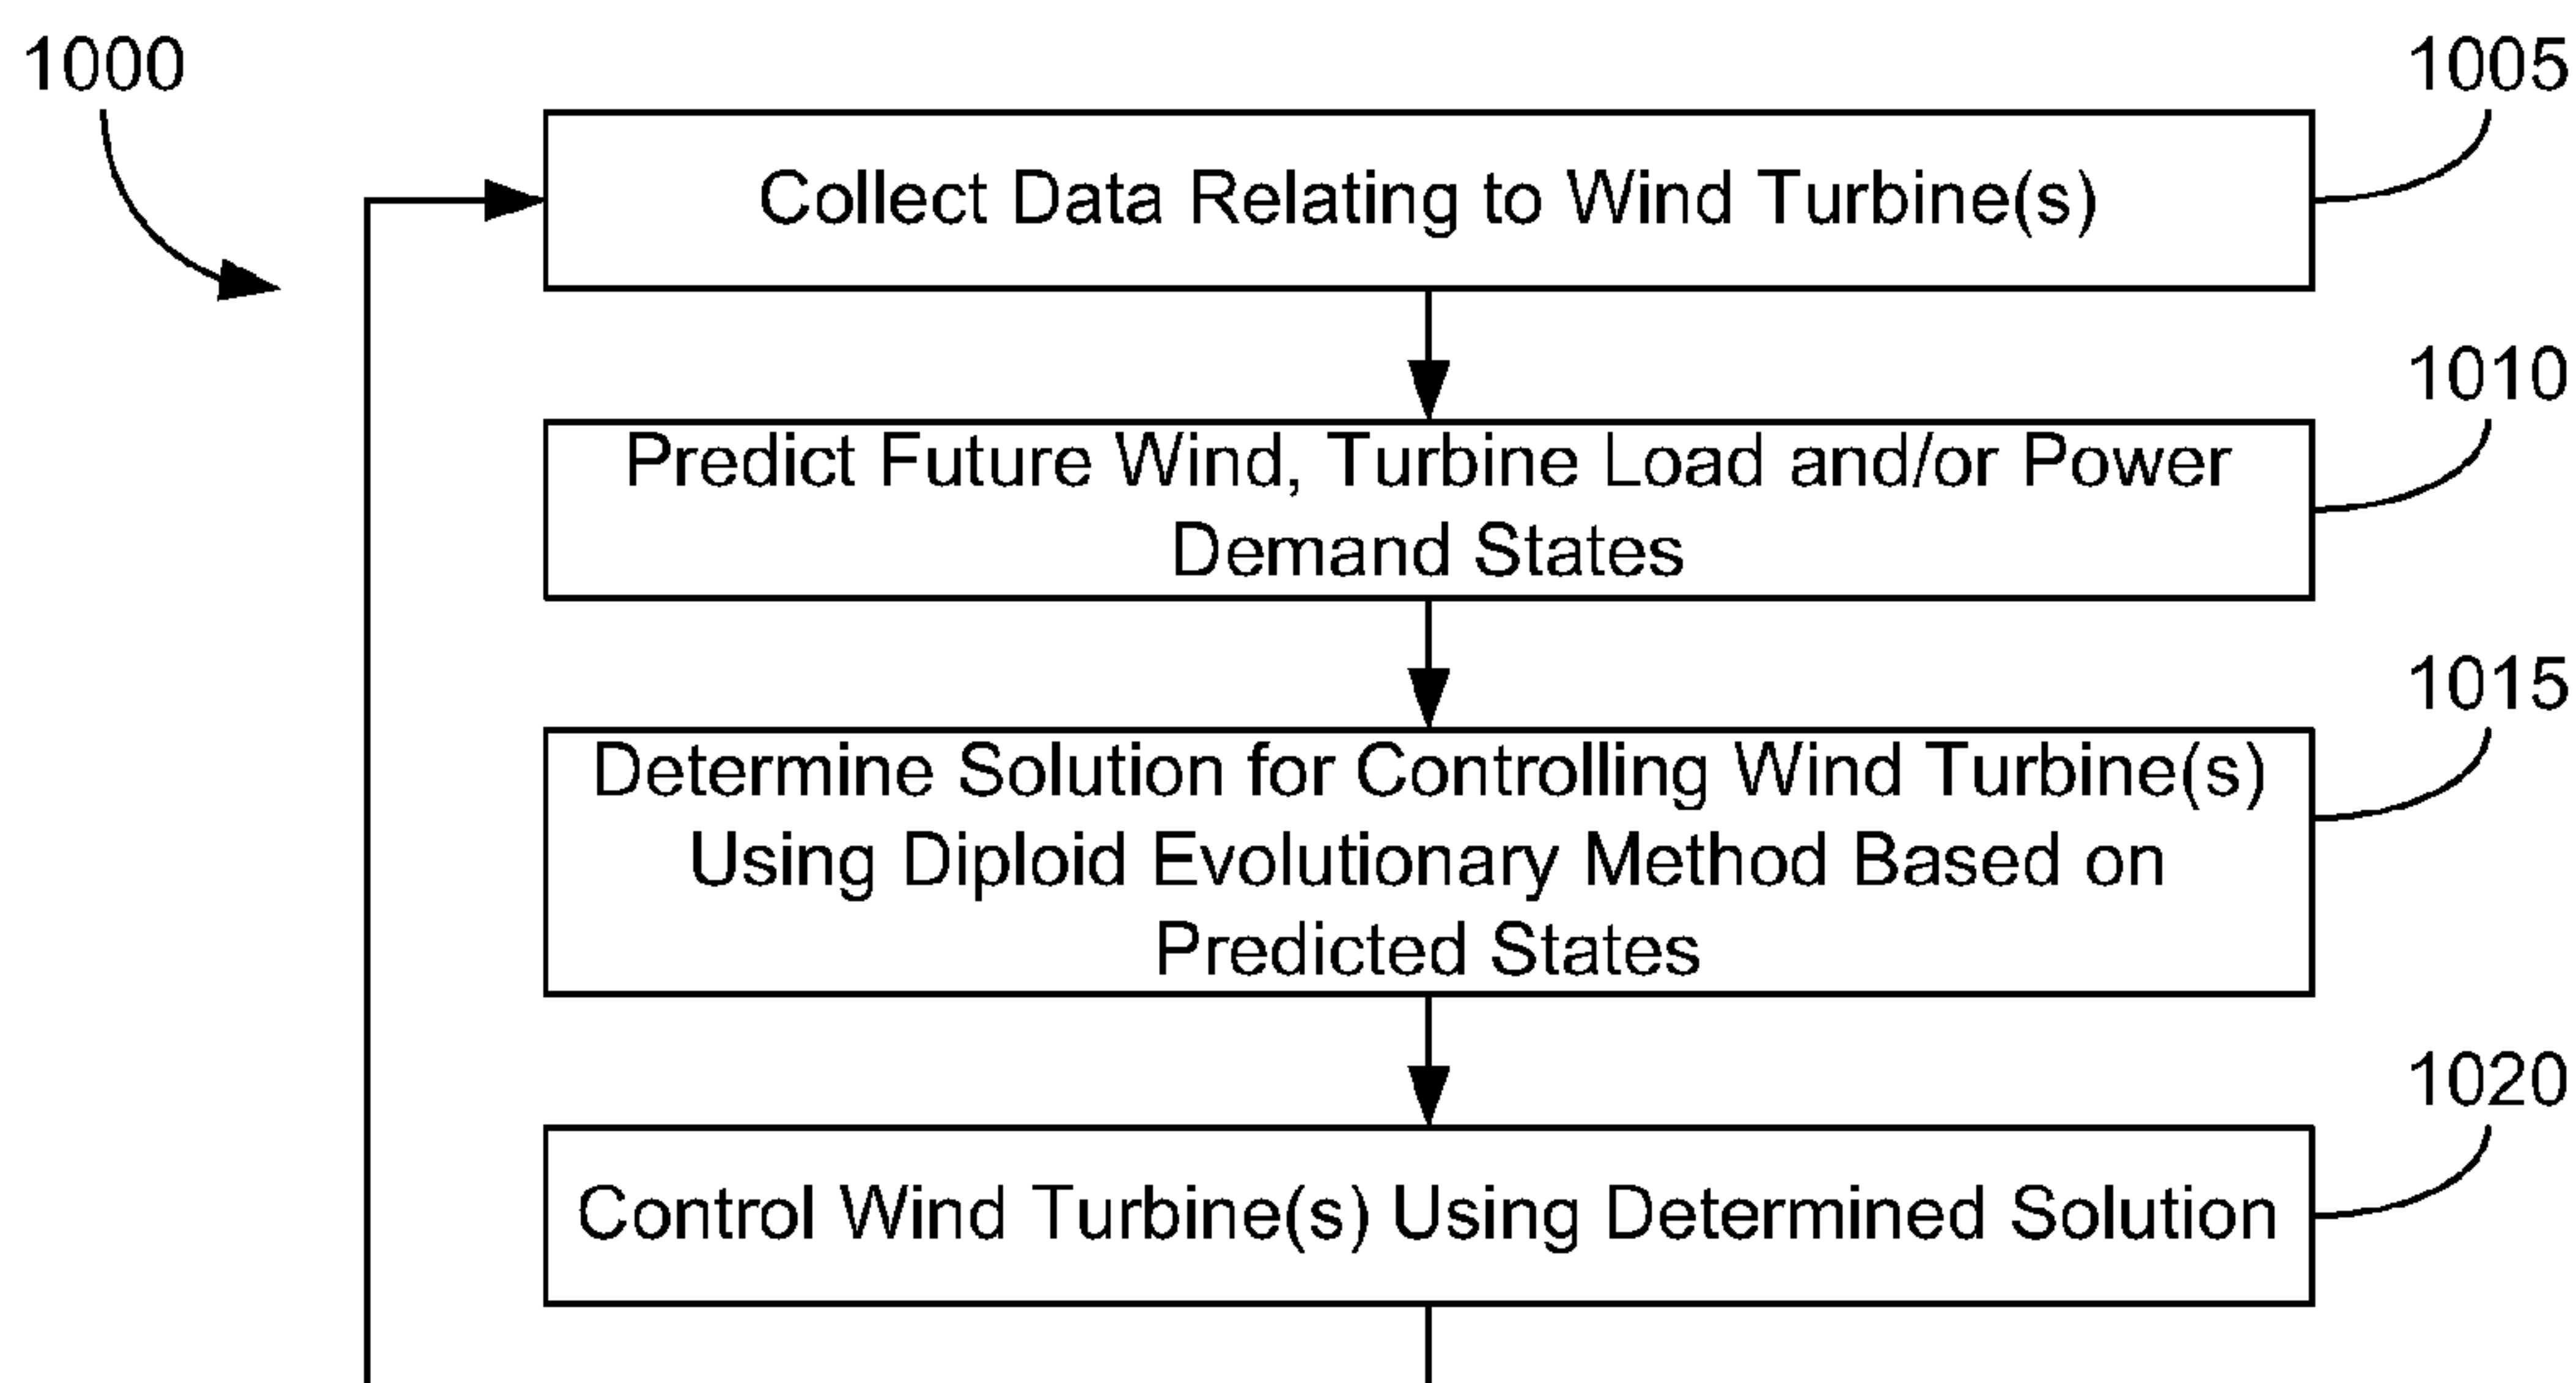 1000
1005
Collect Data Relating to Wind Turbine(s)
1010
Predict Future Wind, Turbine Load and/or Power
Demand States
1015
Determine Solution for Controlling Wind Turbine(s)
Using Diploid Evolutionary Method Based on
Predicted States
1020
Control Wind Turbine(s) Using Determined Solution